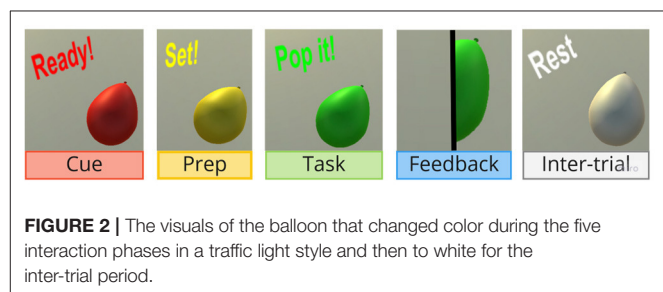 Ready!
Set!
Pop it!
Rest
Cue
Prep
Task
Feedback
Inter-trial
FIGURE 2 | The visuals of the balloon that changed color during the five
interaction phases in a traffic light style and then to white for the
inter-trial period.